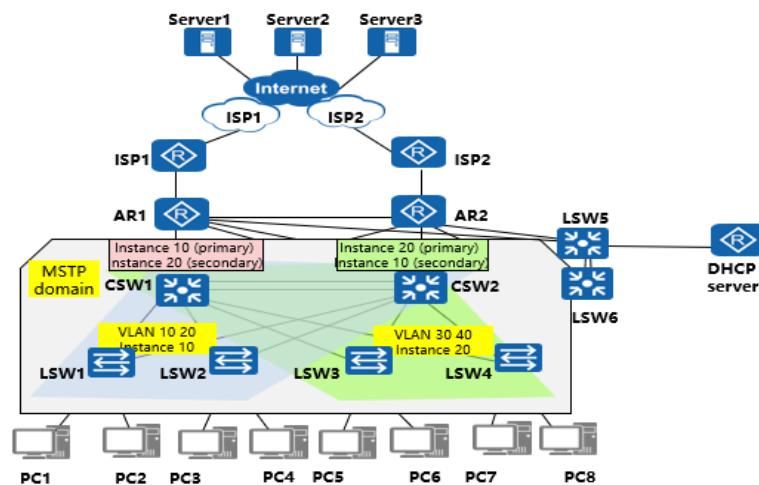 Server1
Server2
Server3
Internet
ISP1
ISP2
ISP1
R
R
ISP2
AR1
R
R
AR2
LSW5
Instance 10 (primary)
nstance 20 (secondary)
Instance 20 (primary)
Instance 10 (secondary)
R
MSTP
domain
CSW1
CSW2
DHCP
server
LSW6
VLAN 10 20
Instance 10
VLAN 30 40
Instance 20
LSW1
LSW2
LSW3
LSW4
PC1
PC2
PC3
PC4
PC5
PC6
PC7
PC8